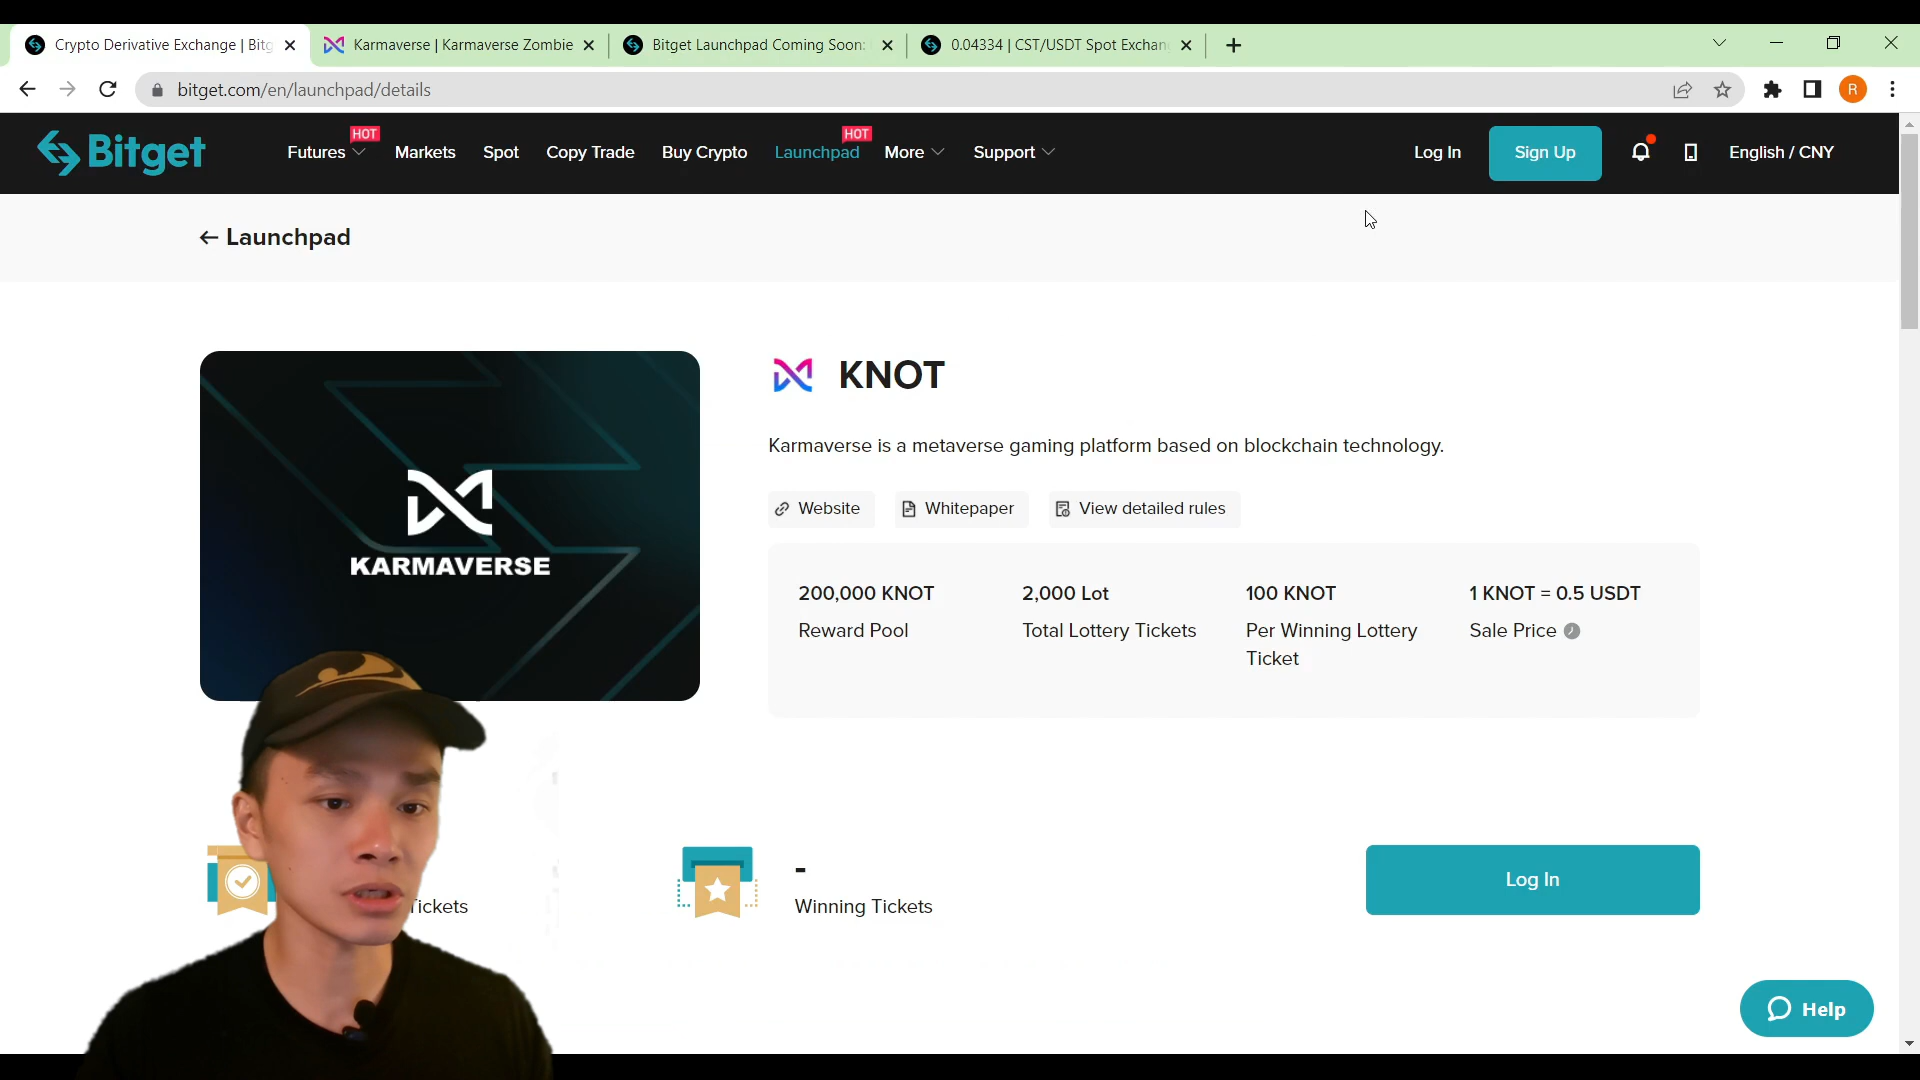 Crypto Derivative Exchange | Bitg
Karmaverse | Karmaverse Zombie
Bitget Launchpad Coming Soon:
0.04334 | CST/USDT Spot Exchan
bitget.com/en/launchpad/details
R
Bitget
Futures HOT
Markets
Spot
Copy Trade
Buy Crypto
Launchpad HOT
More
Support
Log In
Sign Up
English / CNY
← Launchpad
KARMAVERSE
KNOT
Karmaverse is a metaverse gaming platform based on blockchain technology.
Website
Whitepaper
View detailed rules
200,000 KNOT
Reward Pool
2,000 Lot
Total Lottery Tickets
100 KNOT
Per Winning Lottery
Ticket
1 KNOT = 0.5 USDT
Sale Price
Tickets
-
Winning Tickets
Log In
Help